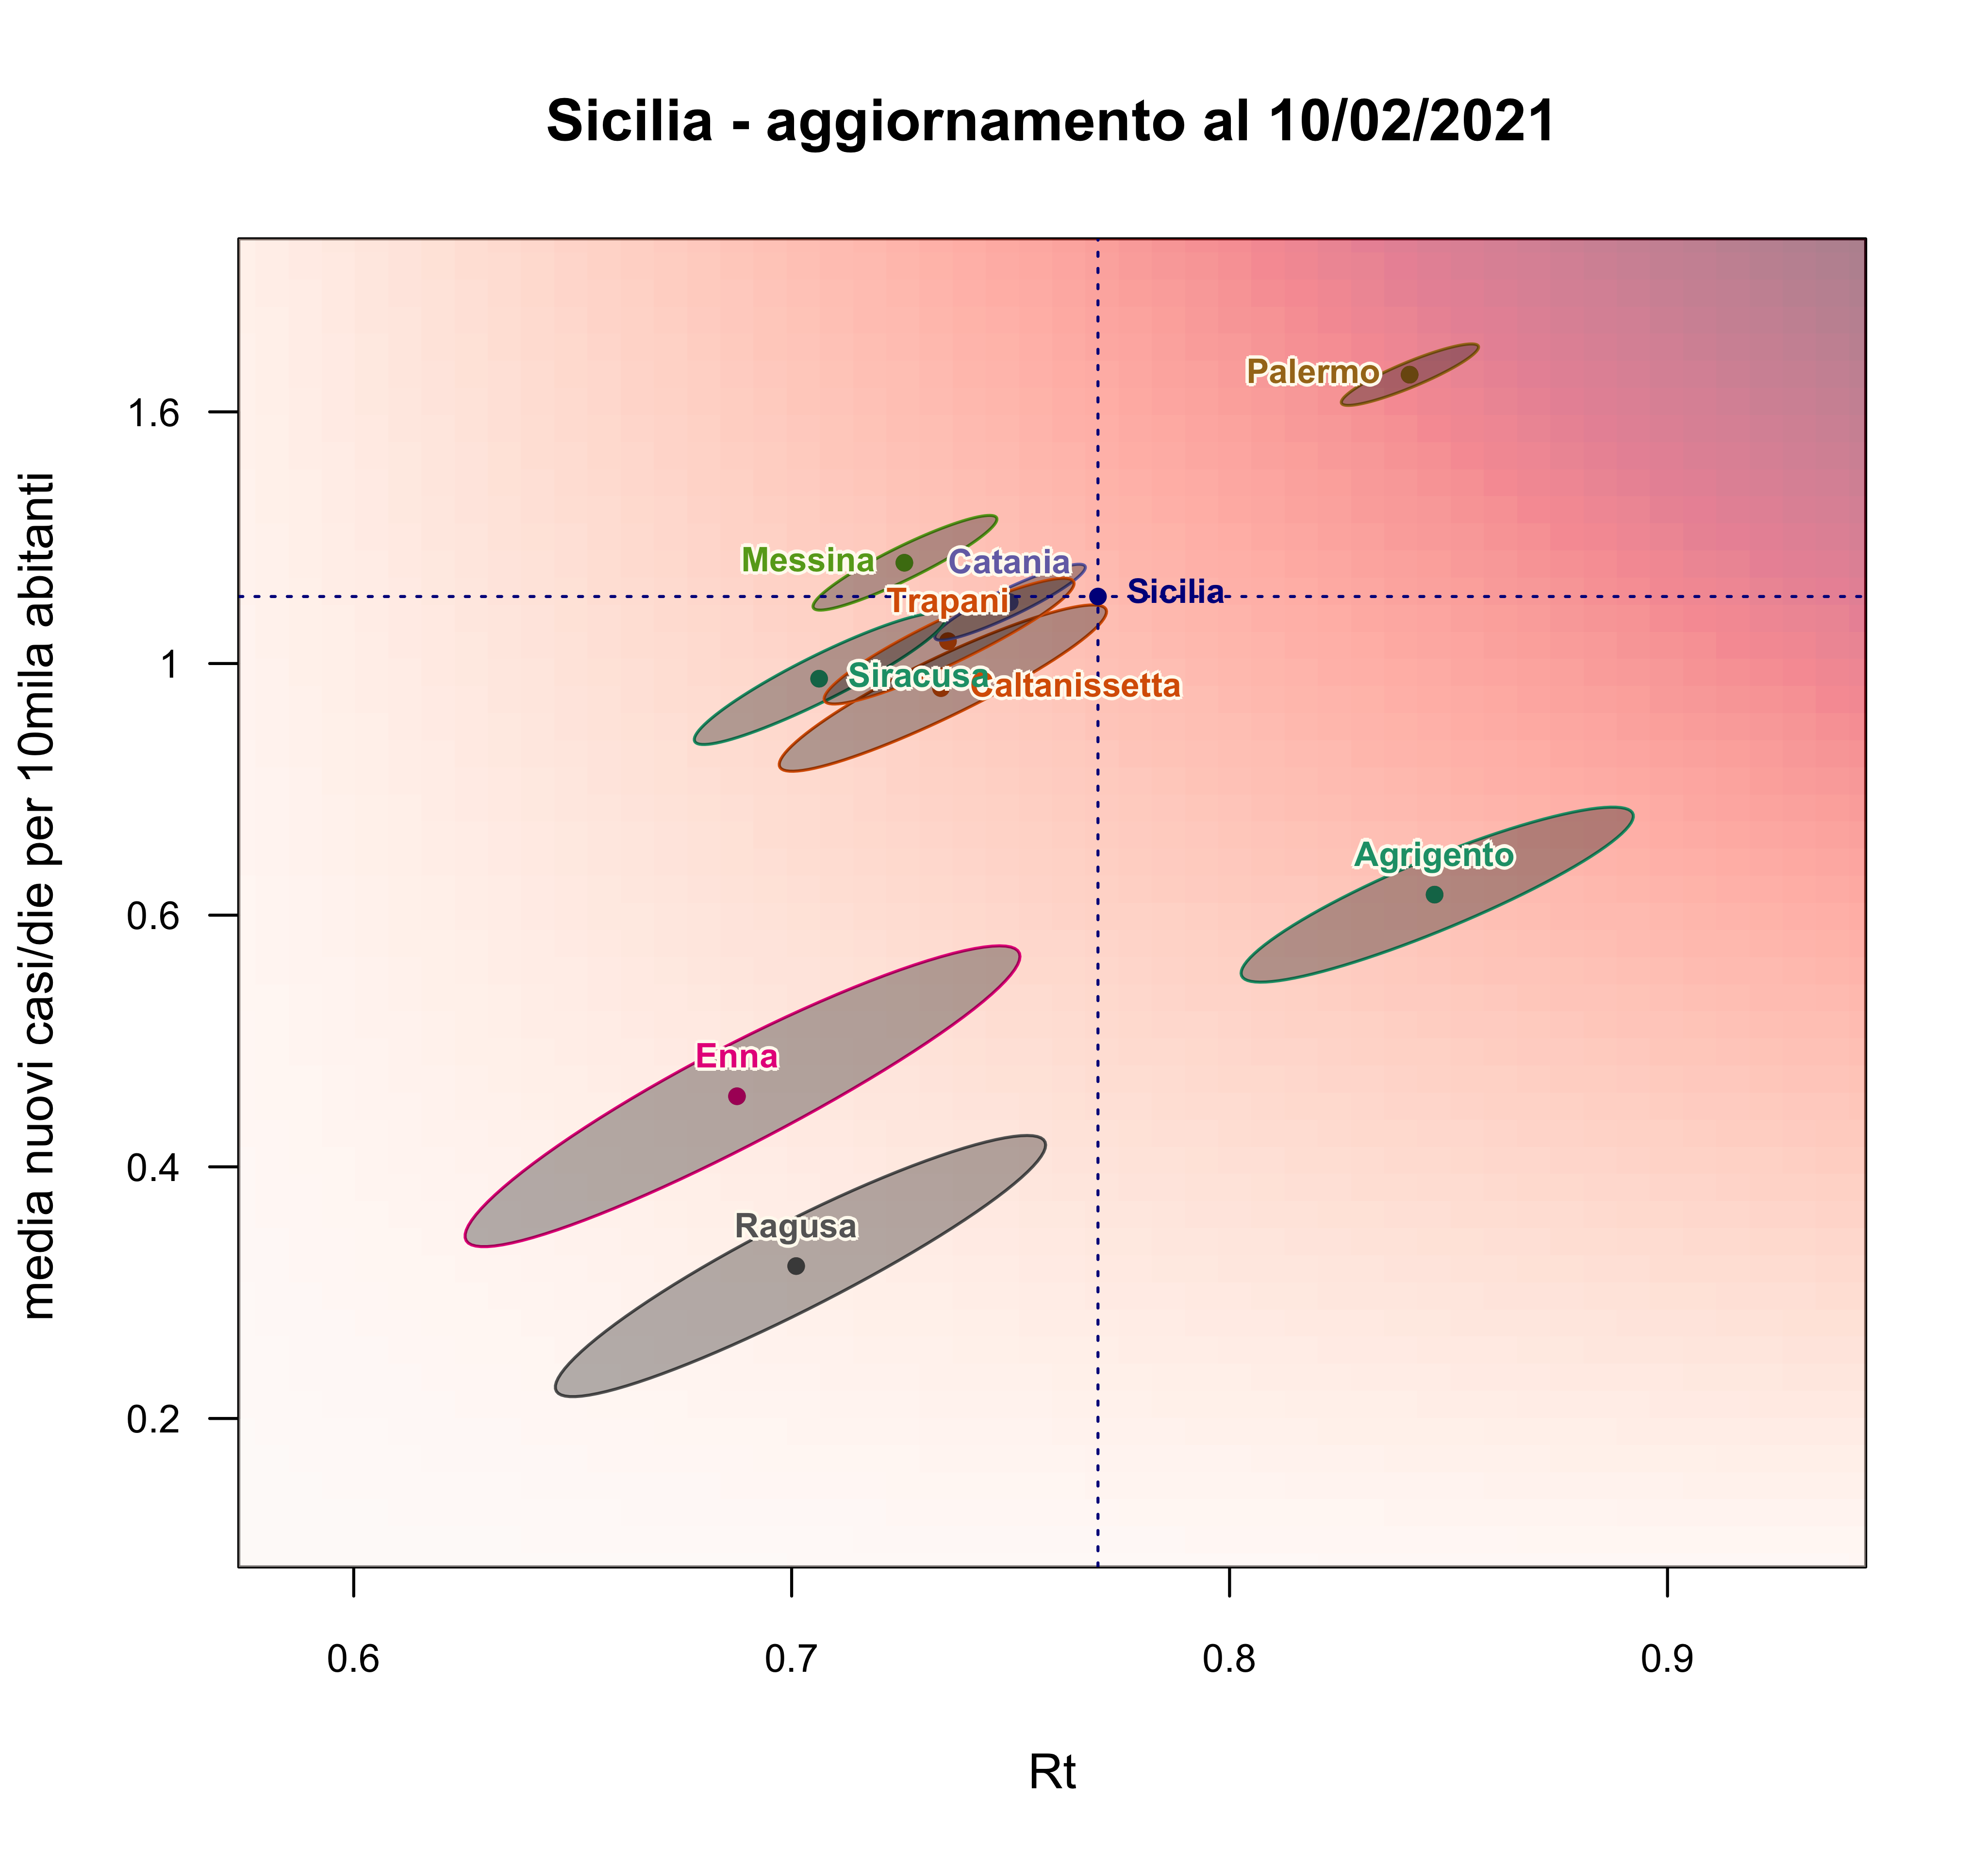 Sicilia - aggiornamento al 10/02/2021
media nuovi casi/die per 10mila abitanti
1.6
1
0.6
0.4
0.2
Palermo
Messina
Catania
Sicilia
Trapani
Siracusa
Caltanissetta
Agrigento
Enna
Ragusa
0.6 0.7 0.8 0.9
Rt